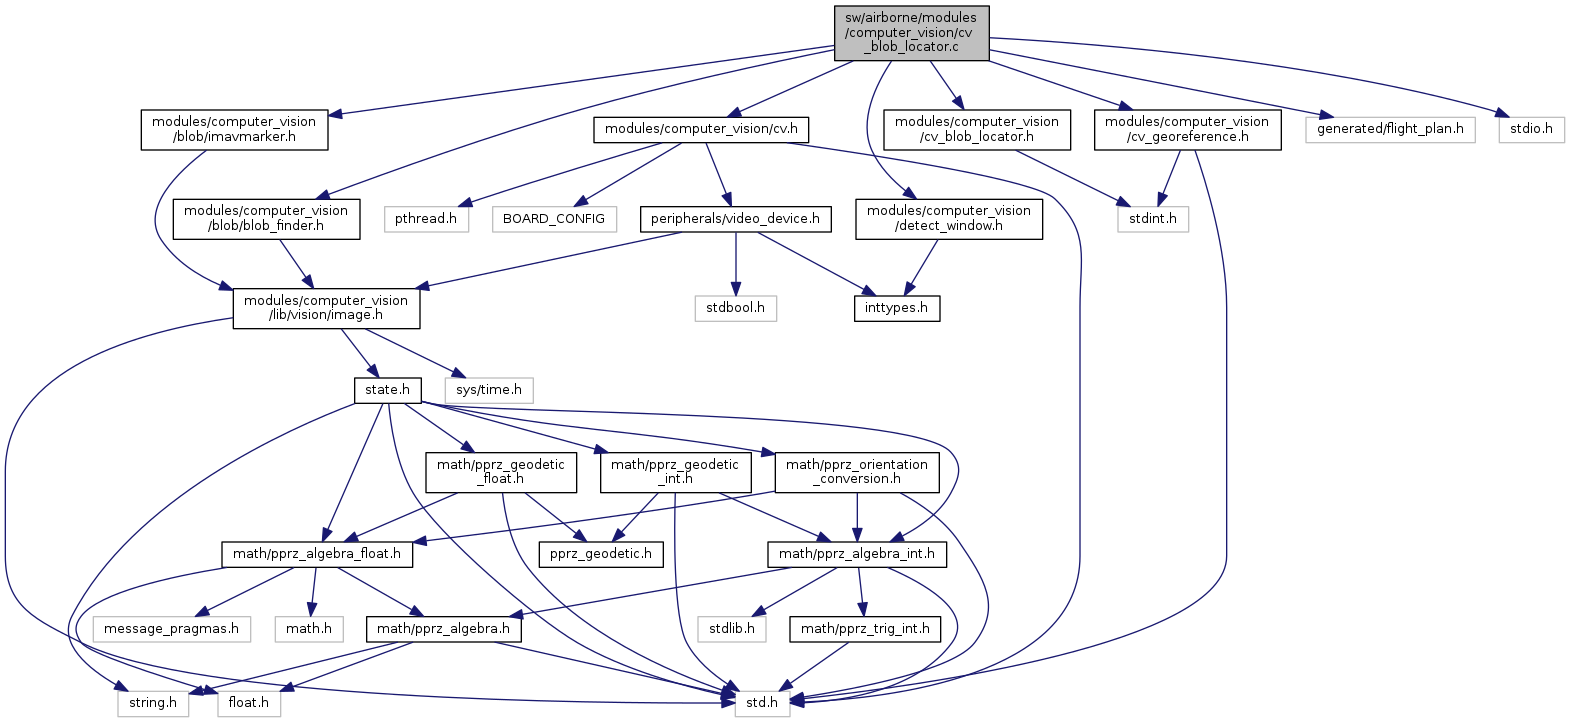 sw/airborne/modules
/computer_vision/cv
_blob_locator.c
modules/computer_vision
/blob/imavmarker.h
modules/computer_vision/cv.h
modules/computer_vision
/cv_blob_locator.h
modules/computer_vision
/cv_georeference.h
generated/flight_plan.h
stdio.h
modules/computer_vision
/blob/blob_finder.h
pthread.h
BOARD_CONFIG
peripherals/video_device.h
modules/computer_vision
/detect_window.h
stdint.h
modules/computer_vision
/lib/vision/image.h
stdbool.h
inttypes.h
state.h
sys/time.h
math/pprz_geodetic
_float.h
math/pprz_geodetic
_int.h
math/pprz_orientation
_conversion.h
math/pprz_algebra_float.h
pprz_geodetic.h
math/pprz_algebra_int.h
message_pragmas.h
math.h
math/pprz_algebra.h
stdlib.h
math/pprz_trig_int.h
string.h
float.h
std.h